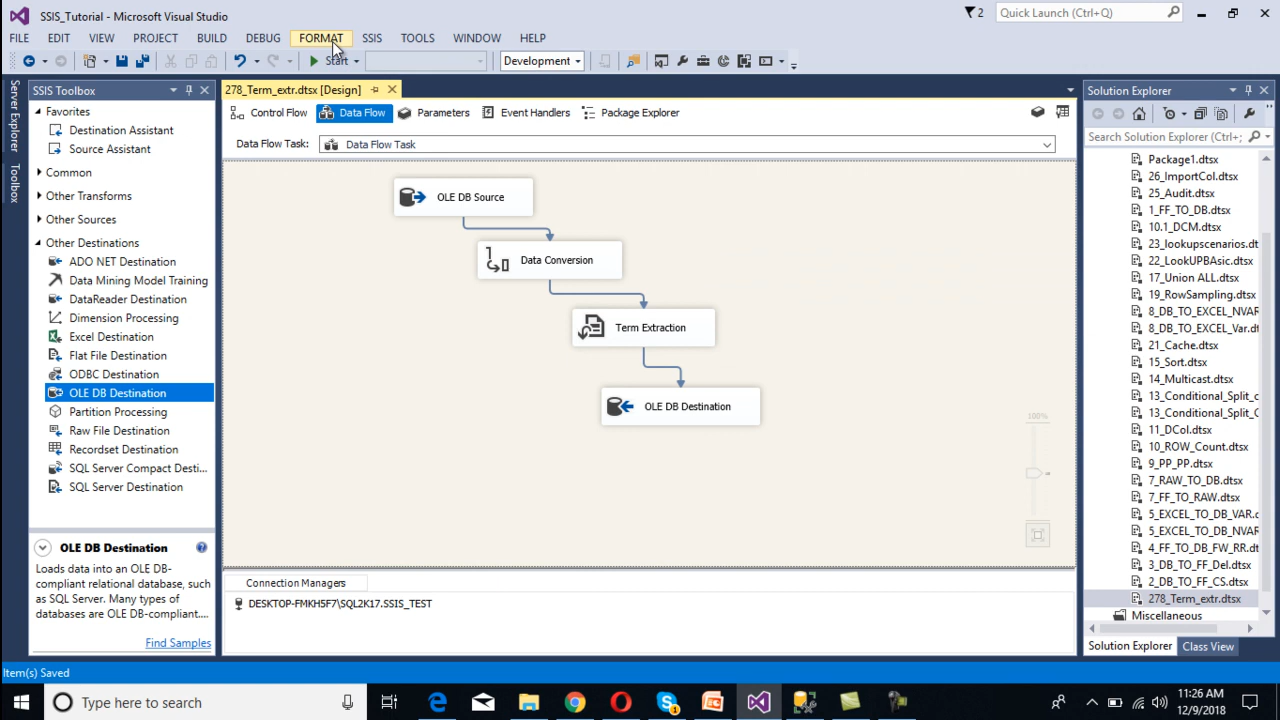 SSIS_Tutorial - Microsoft Visual Studio
2
Quick Launch (Ctrl+Q)
FILE EDIT VIEW PROJECT BUILD DEBUG FORMAT SSIS TOOLS WINDOW HELP
Start
Development
Server Explorer
Toolbox
SSIS Toolbox
Favorites
Destination Assistant
Source Assistant
Common
Other Transforms
Other Sources
Other Destinations
ADO NET Destination
Data Mining Model Training
DataReader Destination
Dimension Processing
Excel Destination
Flat File Destination
ODBC Destination
OLE DB Destination
Partition Processing
Raw File Destination
Recordset Destination
SQL Server Compact Desti...
SQL Server Destination
OLE DB Destination
Loads data into an OLE DB-
compliant relational database, such
as SQL Server. Many types of
databases are OLE DB-compliant....
Find Samples
278_Term_extr.dtsx [Design]
Control Flow Data Flow Parameters Event Handlers Package Explorer
Data Flow Task: Data Flow Task
OLE DB Source
Data Conversion
Term Extraction
OLE DB Destination
100%
Connection Managers
DESKTOP-FMKH5F7\SQL2K17.SSIS_TEST
Solution Explorer
Search Solution Explorer (Ctrl+;)
Package1.dtsx
26_ImportCol.dtsx
25_Audit.dtsx
1_FF_TO_DB.dtsx
10.1_DCM.dtsx
23_lookupscenarios.dt
22_LookUPBAsic.dtsx
17_Union ALL.dtsx
19_RowSampling.dtsx
8_DB_TO_EXCEL_NVAR
8_DB_TO_EXCEL_Var.dt
21_Cache.dtsx
15_Sort.dtsx
14_Multicast.dtsx
13_Conditional_Split_c
13_Conditional_Split_C
11_DCol.dtsx
10_ROW_Count.dtsx
9_PP_PP.dtsx
7_RAW_TO_DB.dtsx
7_FF_TO_RAW.dtsx
5_EXCEL_TO_DB_VAR.
5_EXCEL_TO_DB_NVAR
4_FF_TO_DB_FW_RR.dt
3_DB_TO_FF_Del.dtsx
2_DB_TO_FF_CS.dtsx
278_Term_extr.dtsx
Miscellaneous
Solution Explorer Class View
Item(s) Saved
Type here to search
1
11:26 AM
12/9/2018